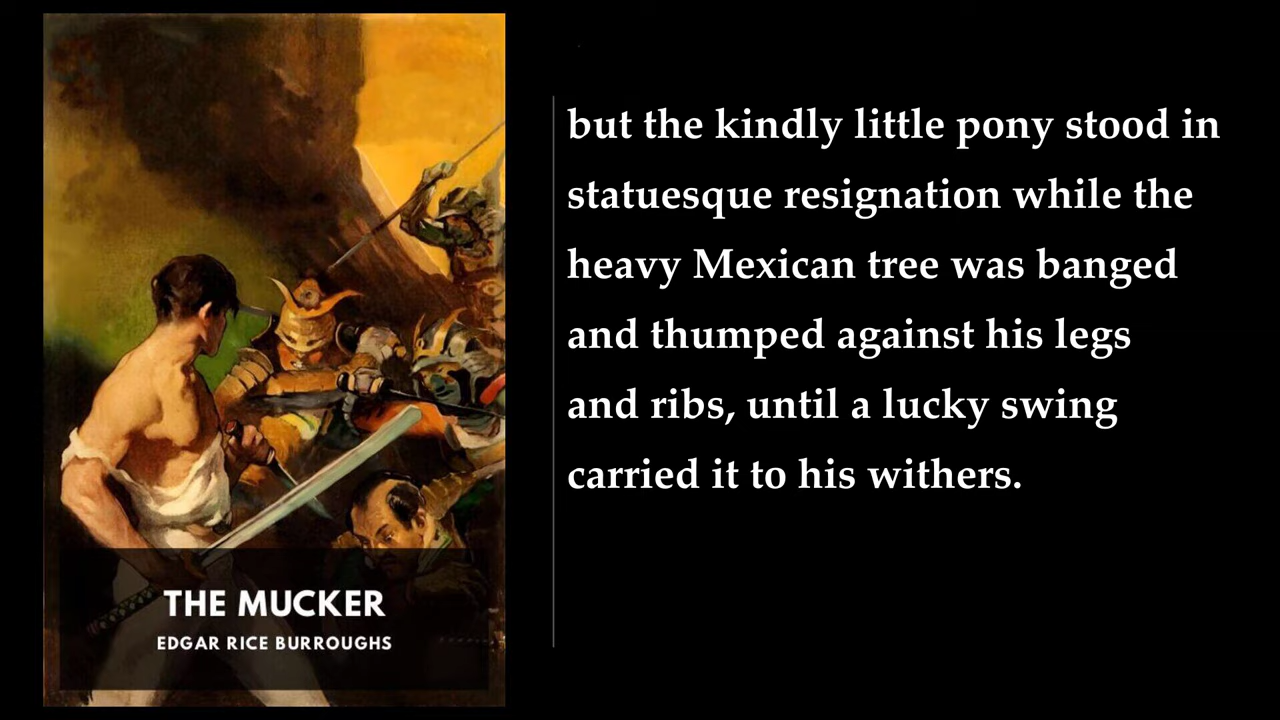 but the kindly little pony stood in
statuesque resignation while the
heavy Mexican tree was banged
and thumped against his legs
and ribs, until a lucky swing
carried it to his withers.
THE MUCKER
EDGAR RICE BURROUGHS